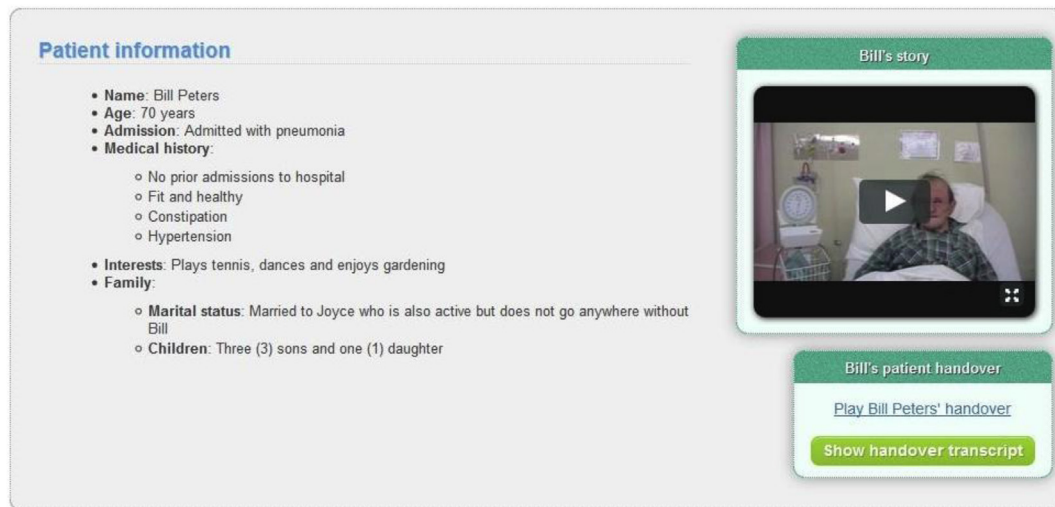 Patient information
• Name: Bill Peters
• Age: 70 years
• Admission: Admitted with pneumonia
• Medical history:
o No prior admissions to hospital
o Fit and healthy
o Constipation
o Hypertension
• Interests: Plays tennis, dances and enjoys gardening
• Family:
o Marital status: Married to Joyce who is also active but does not go anywhere without
Bill
o Children: Three (3) sons and one (1) daughter
Bill's story
Bill's patient handover
Play Bill Peters' handover
Show handover transcript